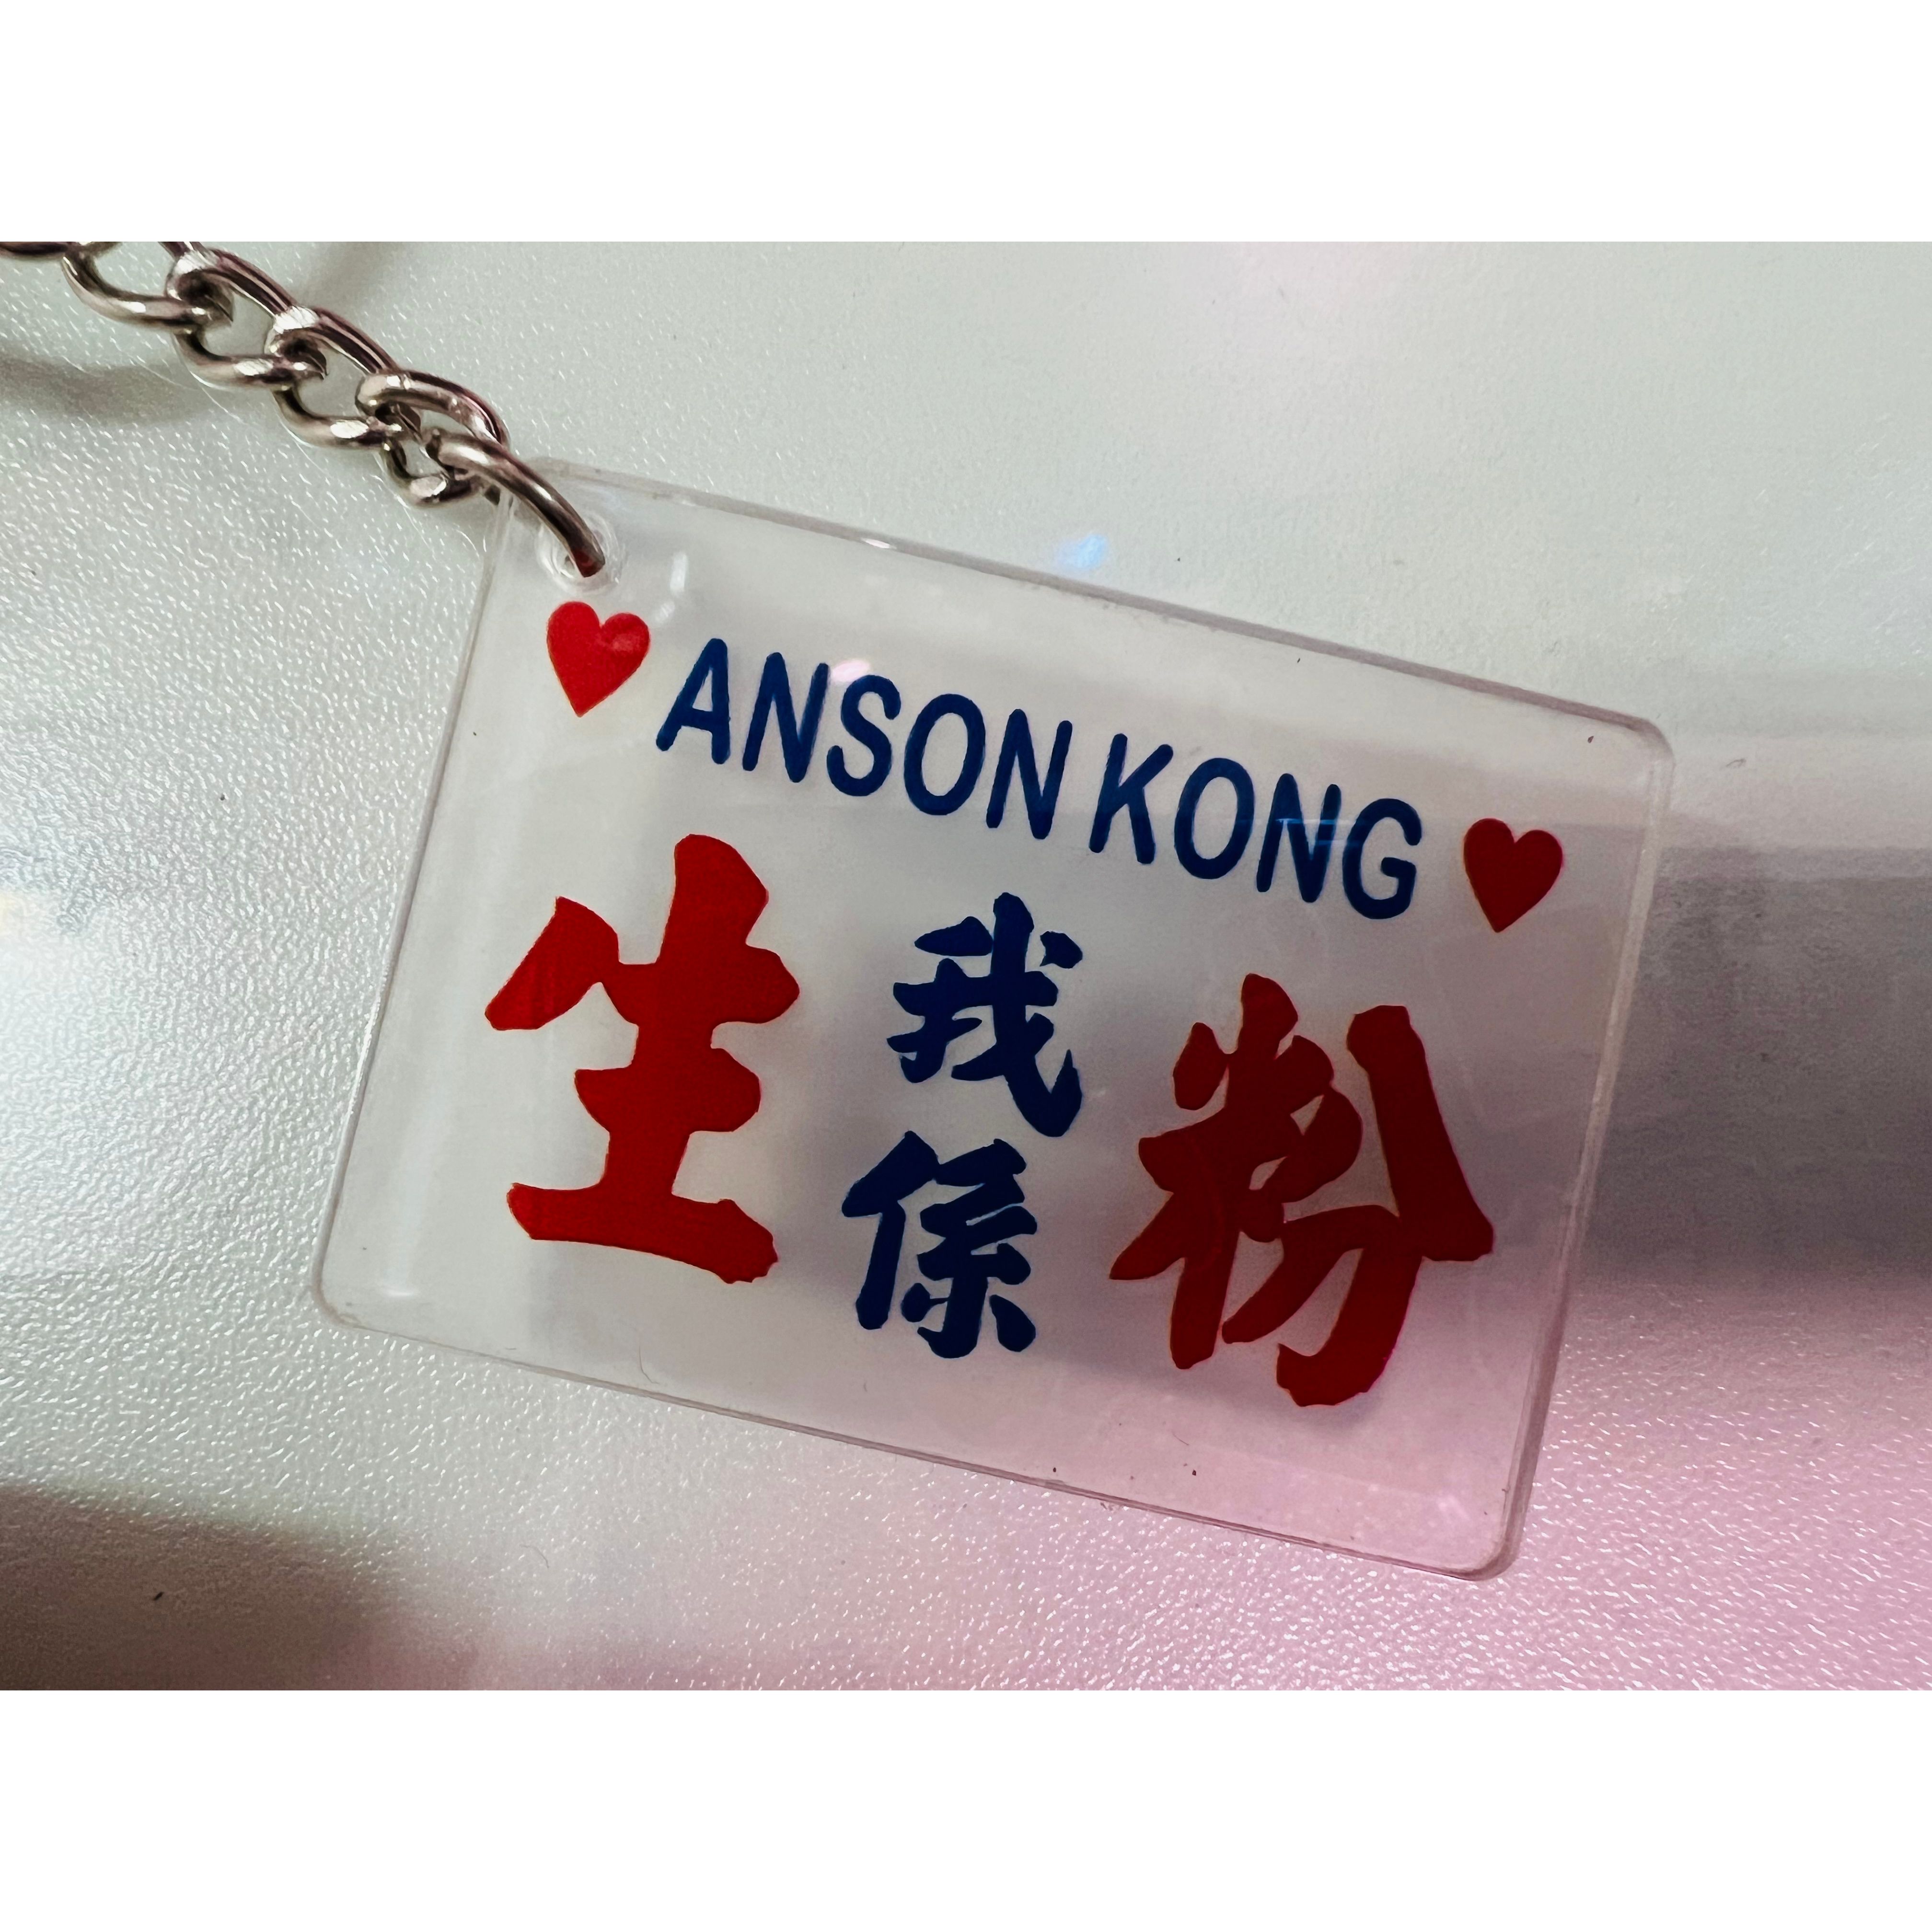 ♥ ANSON KONG ♥
生 我係 粉